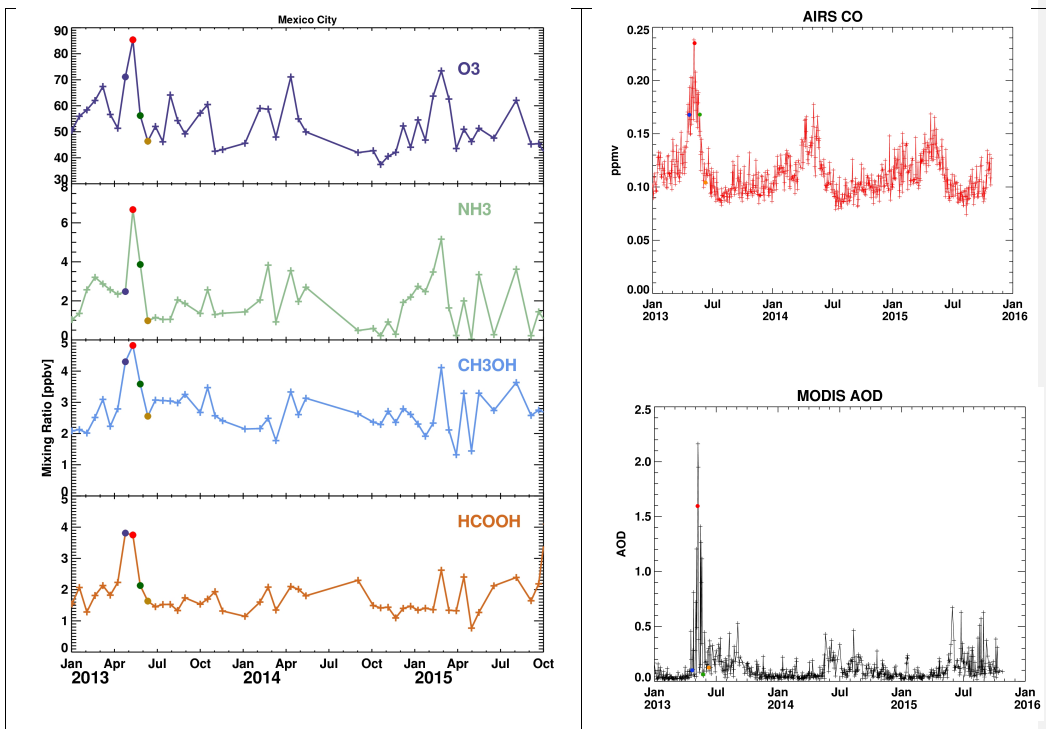 Mexico City
90
80
70
60
50
40
30
O3
8
6
4
2
0
NH3
5
4
3
2
1
0
CH3OH
Mixing Ratio [ppbv]
5
4
3
2
1
0
HCOOH
Jan Apr Jul Oct Jan Apr Jul Oct Jan Apr Jul Oct
2013 2014 2015
AIRS CO
0.25
0.20
0.15
0.10
0.05
0.00
ppmv
Jan Jul Jan Jul Jan Jul Jan
2013 2014 2015 2016
MODIS AOD
2.5
2.0
1.5
1.0
0.5
0.0
AOD
Jan Jul Jan Jul Jan Jul Jan
2013 2014 2015 2016